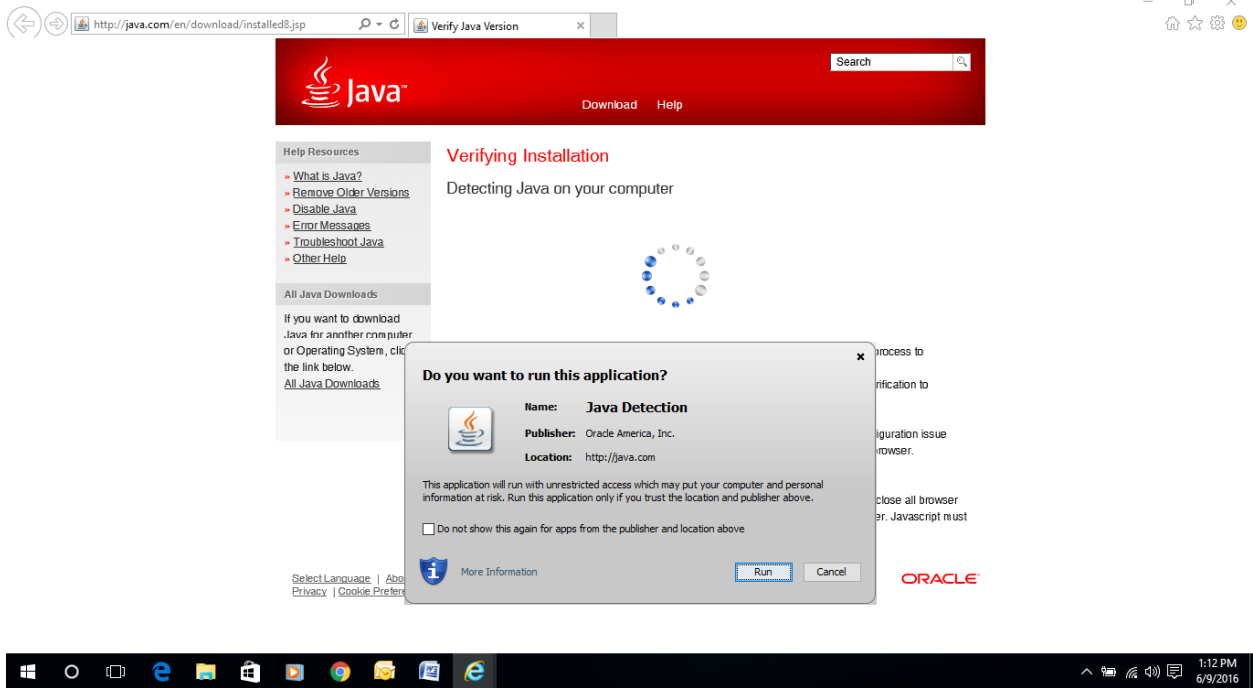 http://java.com/en/download/installed8.jsp
Verify Java Version
Search
Java™
Download Help
Help Resources
» What is Java?
» Remove Older Versions
» Disable Java
» Error Messages
» Troubleshoot Java
» Other Help
All Java Downloads
If you want to download
Java for another computer
or Operating System, clic
the link below.
All Java Downloads
Verifying Installation
Detecting Java on your computer
process to
rification to
iguration issue
rowser.
close all browser
er. Javascript must
Do you want to run this application?
Name: Java Detection
Publisher: Oracle America, Inc.
Location: http://java.com
This application will run with unrestricted access which may put your computer and personal
information at risk. Run this application only if you trust the location and publisher above.
Do not show this again for apps from the publisher and location above
More Information
Run Cancel
Select Language | Abo
Privacy | Cookie Prefere
ORACLE
1:12 PM
6/9/2016